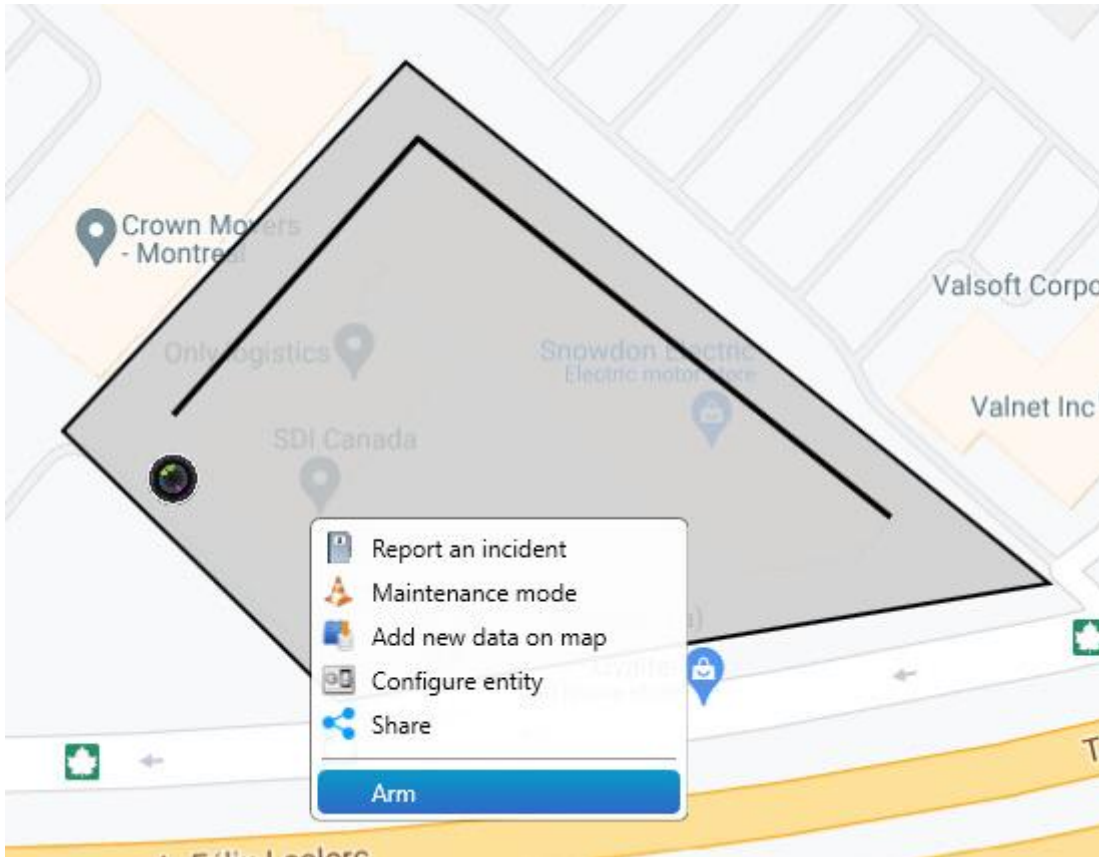 Crown Movers
- Montreal
Valsoft Corpo
Only logistics
Snowdon Electric
Electric motor store
Valnet Inc
SDI Canada
Report an incident
Maintenance mode
Add new data on map
Configure entity
Share
Arm
T